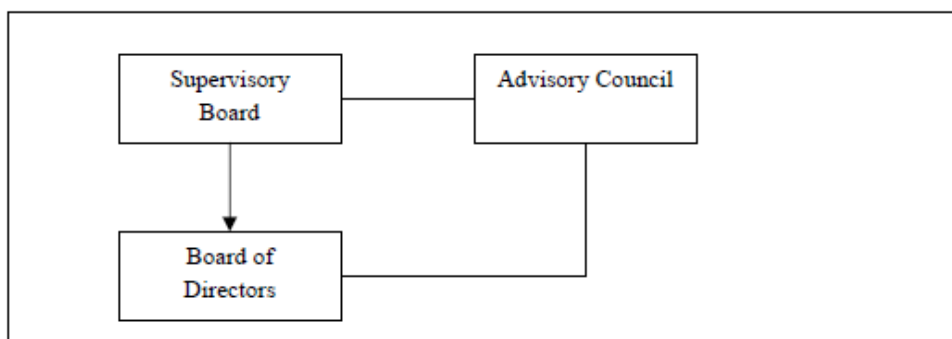 Supervisory
Board
Advisory Council
Board of
Directors